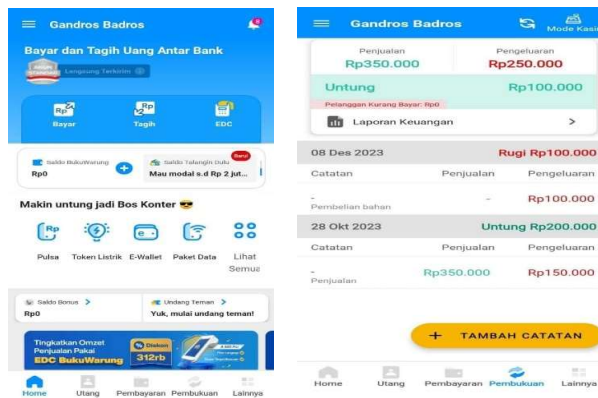 Gandros Badros
Bayar dan Tagih Uang Antar Bank
Langsung Terkirim
Bayar
Tagih
EDC
Saldo BukuWarung
Rp0
Saldo Talangin Dulu
Baru!
Mau modal s.d Rp 2 jut...
Makin untung jadi Bos Konter 😎
Pulsa
Token Listrik
E-Wallet
Paket Data
Lihat Semua
Saldo Bonus
Rp0
Undang Teman
Yuk, mulai undang teman!
Tingkatkan Omzet
Penjualan Pakai
EDC BukuWarung
Diskon
312rb
Home
Utang
Pembayaran
Pembukuan
Lainnya
Gandros Badros
Mode Kasi
Penjualan
Rp350.000
Pengeluaran
Rp250.000
Untung
Rp100.000
Pelanggan Kurang Bayar: Rp0
Laporan Keuangan
08 Des 2023 Rugi Rp100.000
Catatan Penjualan Pengeluaran
- - Rp100.000
Pembelian bahan
28 Okt 2023 Untung Rp200.000
Catatan Penjualan Pengeluaran
- Rp350.000 Rp150.000
Penjualan
+ TAMBAH CATATAN
Home
Utang
Pembayaran
Pembukuan
Lainnya